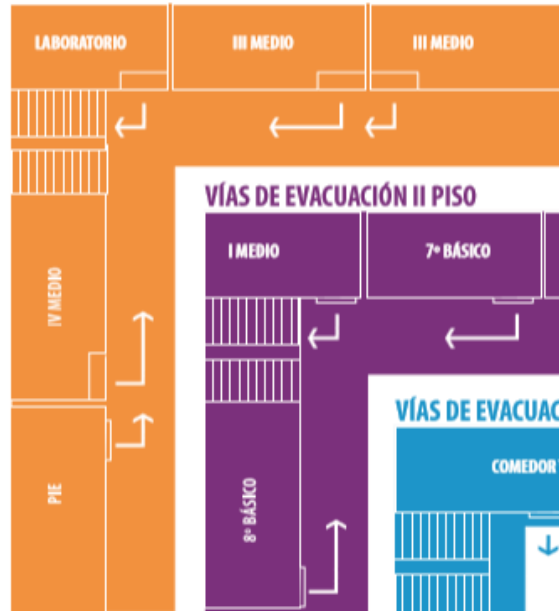 LABORATORIO
III MEDIO
III MEDIO
IV MEDIO
PIE
VÍAS DE EVACUACIÓN II PISO
I MEDIO
7º BÁSICO
8º BÁSICO
VÍAS DE EVACUAC
COMEDOR